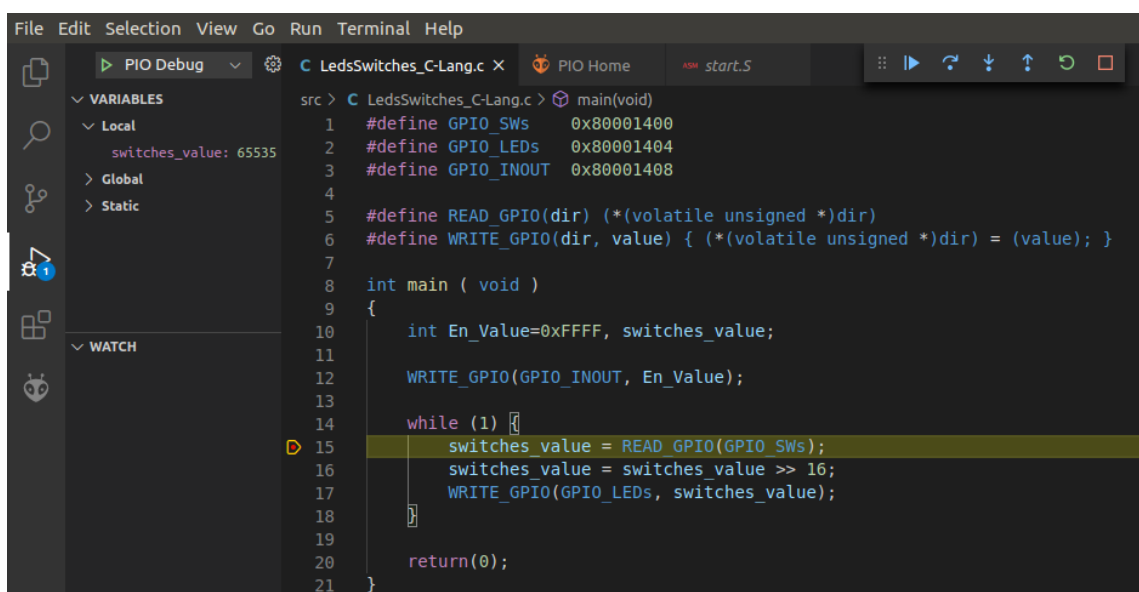 File Edit Selection View Go Run Terminal Help
PIO Debug
C LedsSwitches_C-Lang.c
PIO Home
ASM start.S
VARIABLES
Local
switches_value: 65535
Global
Static
WATCH
1
src > C LedsSwitches_C-Lang.c > main(void)
1 #define GPIO_SWs 0x80001400
2 #define GPIO_LEDs 0x80001404
3 #define GPIO_INOUT 0x80001408
4
5 #define READ_GPIO(dir) (*(volatile unsigned *)dir)
6 #define WRITE_GPIO(dir, value) { (*(volatile unsigned *)dir) = (value); }
7
8 int main ( void )
9 {
10 int En_Value=0xFFFF, switches_value;
11
12 WRITE_GPIO(GPIO_INOUT, En_Value);
13
14 while (1) {
15 switches_value = READ_GPIO(GPIO_SWs);
16 switches_value = switches_value >> 16;
17 WRITE_GPIO(GPIO_LEDs, switches_value);
18 }
19
20 return(0);
21 }